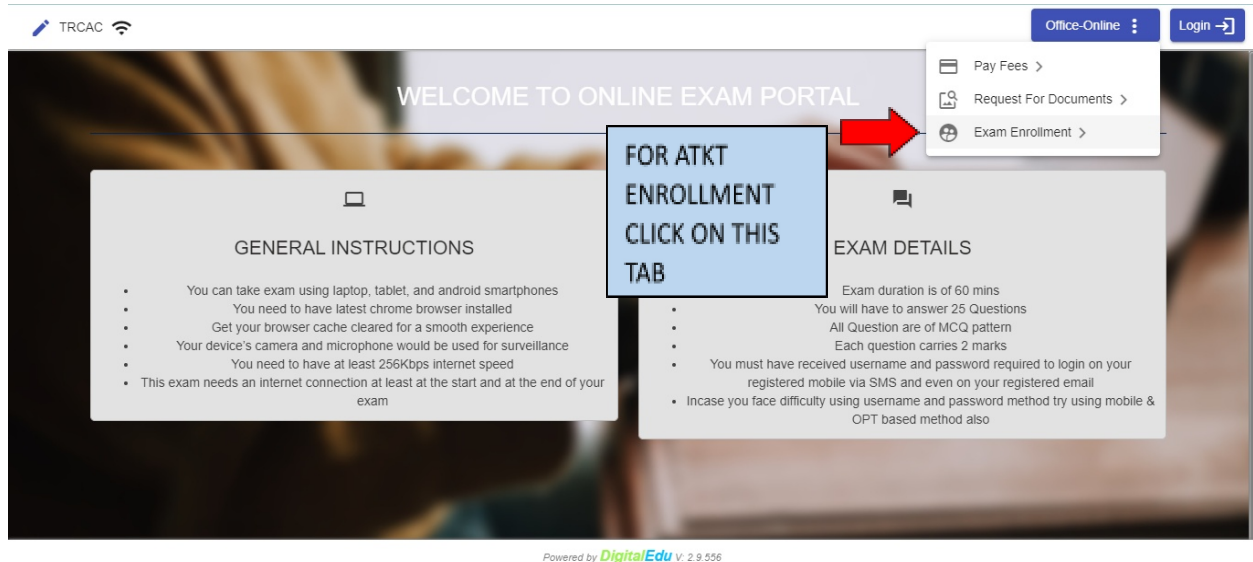 TRCAC
Office-Online
Login
Pay Fees
Request For Documents
Exam Enrollment
WELCOME TO ONLINE EXAM PORTAL
FOR ATKT
ENROLLMENT
CLICK ON THIS
TAB
GENERAL INSTRUCTIONS
• You can take exam using laptop, tablet, and android smartphones
• You need to have latest chrome browser installed
• Get your browser cache cleared for a smooth experience
• Your device's camera and microphone would be used for surveillance
• You need to have at least 256Kbps internet speed
• This exam needs an internet connection at least at the start and at the end of your
exam
EXAM DETAILS
• Exam duration is of 60 mins
• You will have to answer 25 Questions
• All Question are of MCQ pattern
• Each question carries 2 marks
• You must have received username and password required to login on your
registered mobile via SMS and even on your registered email
• Incase you face difficulty using username and password method try using mobile &
OPT based method also
Powered by DigitalEdu V: 2.9.556